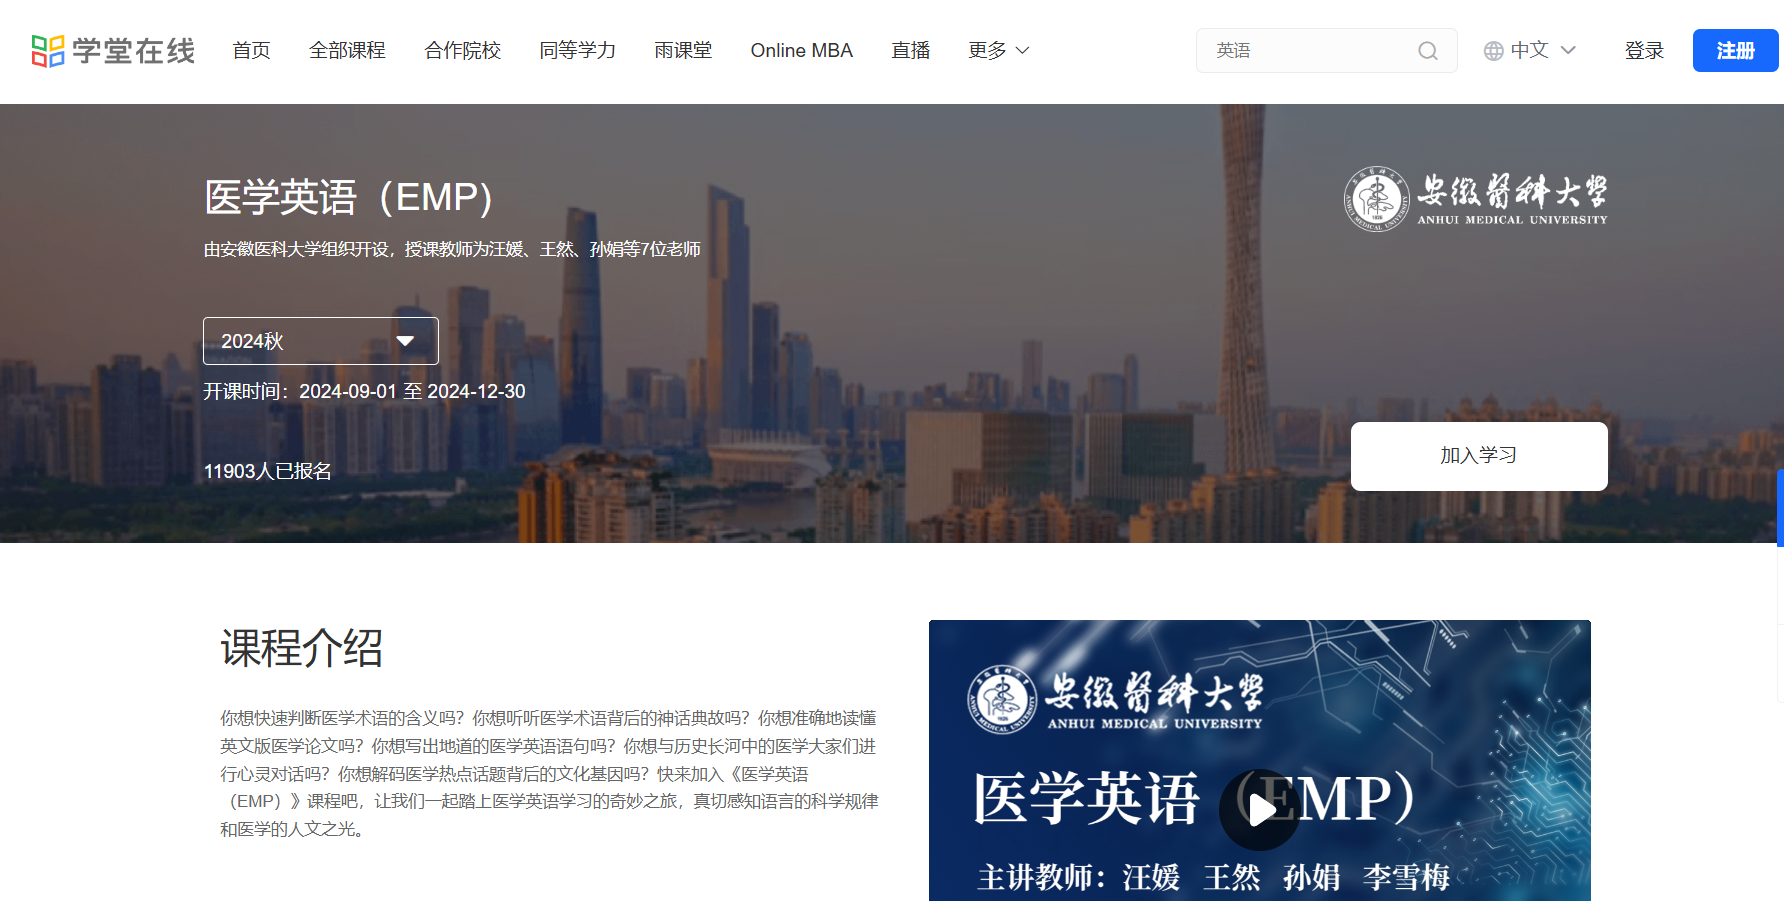 学堂在线 首页 全部课程 合作院校 同等学力 雨课堂 Online MBA 直播 更多 英语 中文 登录 注册
医学英语（EMP）
由安徽医科大学组织开设，授课教师为汪媛、王然、孙娟等7位老师
安徽醫科大学
ANHUI MEDICAL UNIVERSITY
2024秋
开课时间：2024-09-01 至 2024-12-30
11903人已报名
加入学习
课程介绍
你想快速判断医学术语的含义吗？你想听听医学术语背后的神话典故吗？你想准确地读懂
英文版医学论文吗？你想写出地道的医学英语语句吗？你想与历史长河中的医学大家们进
行心灵对话吗？你想解码医学热点话题背后的文化基因吗？快来加入《医学英语
（EMP）》课程吧，让我们一起踏上医学英语学习的奇妙之旅，真切感知语言的科学规律
和医学的人文之光。
安徽醫科大学
ANHUI MEDICAL UNIVERSITY
医学英语（EMP）
主讲教师：汪媛 王然 孙娟 李雪梅